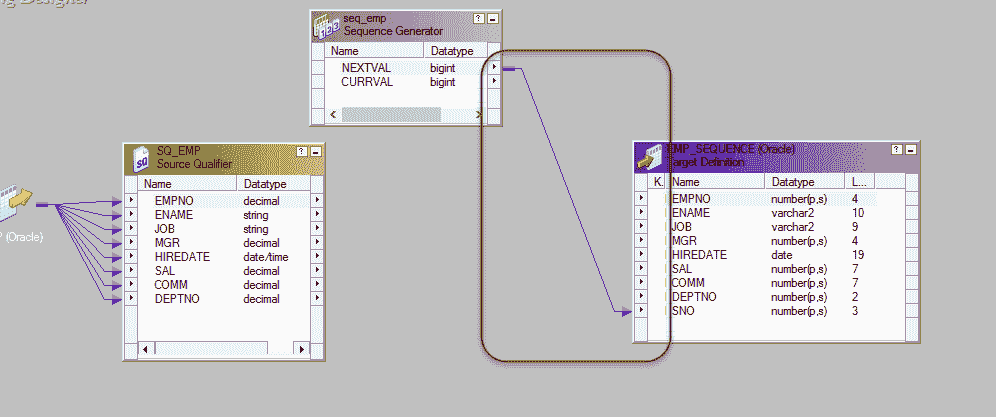 ng Designer
seq_emp
Sequence Generator
Name Datatype
NEXTVAL bigint
CURRVAL bigint
SQ_EMP
Source Qualifier
Name Datatype
EMPNO decimal
ENAME string
JOB string
MGR decimal
HIREDATE date/time
SAL decimal
COMM decimal
DEPTNO decimal
P (Oracle)
EMP_SEQUENCE (Oracle)
Target Definition
K. Name Datatype L...
EMPNO number(p,s) 4
ENAME varchar2 10
JOB varchar2 9
MGR number(p,s) 4
HIREDATE date 19
SAL number(p,s) 7
COMM number(p,s) 7
DEPTNO number(p,s) 2
SNO number(p,s) 3